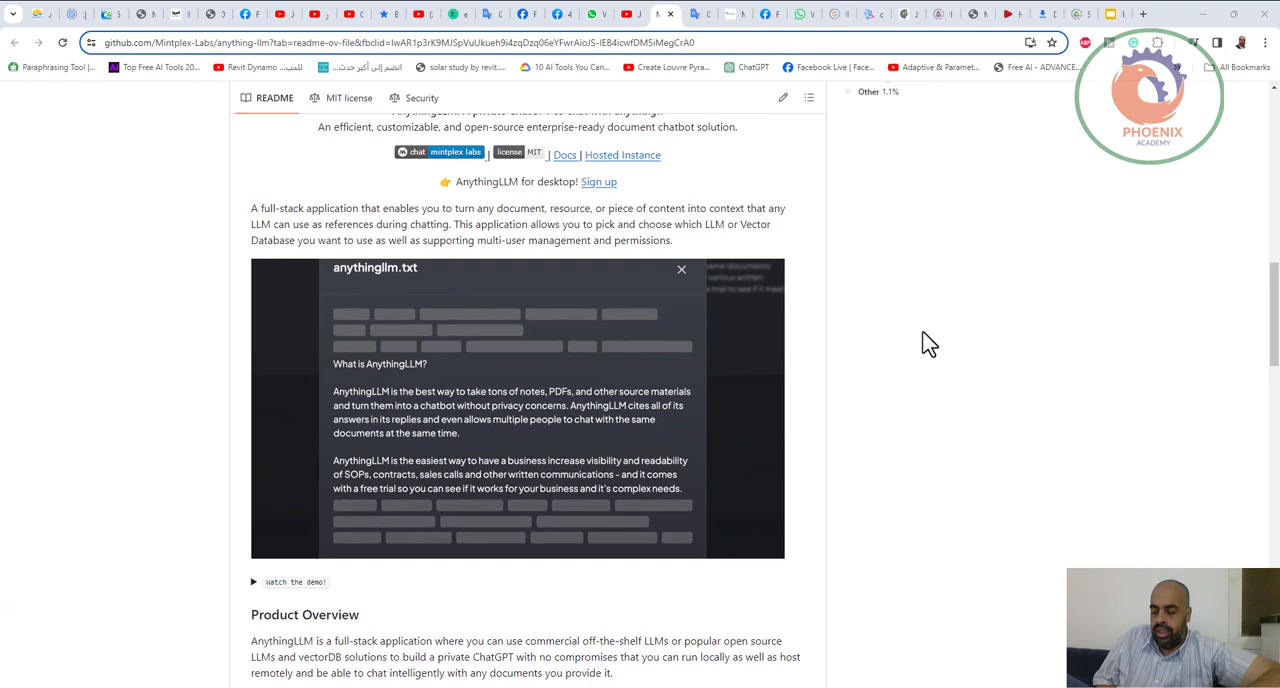 github.com/Mintplex-Labs/anything-llm?tab=readme-ov-file&fbclid=IwAR1p3rK9MJSpVuUkueh9i4zqDzq06eYFwrAioJS-IEB4icwfDM5iMegCrA0
Paraphrasing Tool |...
Top Free AI Tools 20...
Revit Dynamo ...للمب
انضم إلى أكبر حدث...
solar study by revit....
10 AI Tools You Can...
Create Louvre Pyra...
ChatGPT
Facebook Live | Face...
Adaptive & Paramet...
Free AI - ADVANCE...
All Bookmarks
README
MIT license
Security
Other 1.1%
PHOENIX
ACADEMY
An efficient, customizable, and open-source enterprise-ready document chatbot solution.
chat mintplex labs | license MIT | Docs | Hosted Instance
AnythingLLM for desktop! Sign up
A full-stack application that enables you to turn any document, resource, or piece of content into context that any
LLM can use as references during chatting. This application allows you to pick and choose which LLM or Vector
Database you want to use as well as supporting multi-user management and permissions.
anythingllm.txt
What is AnythingLLM?
AnythingLLM is the best way to take tons of notes, PDFs, and other source materials
and turn them into a chatbot without privacy concerns. AnythingLLM cites all of its
answers in its replies and even allows multiple people to chat with the same
documents at the same time.
AnythingLLM is the easiest way to have a business increase visibility and readability
of SOPs, contracts, sales calls and other written communications - and it comes
with a free trial so you can see if it works for your business and it's complex needs.
Watch the demo!
Product Overview
AnythingLLM is a full-stack application where you can use commercial off-the-shelf LLMs or popular open source
LLMs and vectorDB solutions to build a private ChatGPT with no compromises that you can run locally as well as host
remotely and be able to chat intelligently with any documents you provide it.